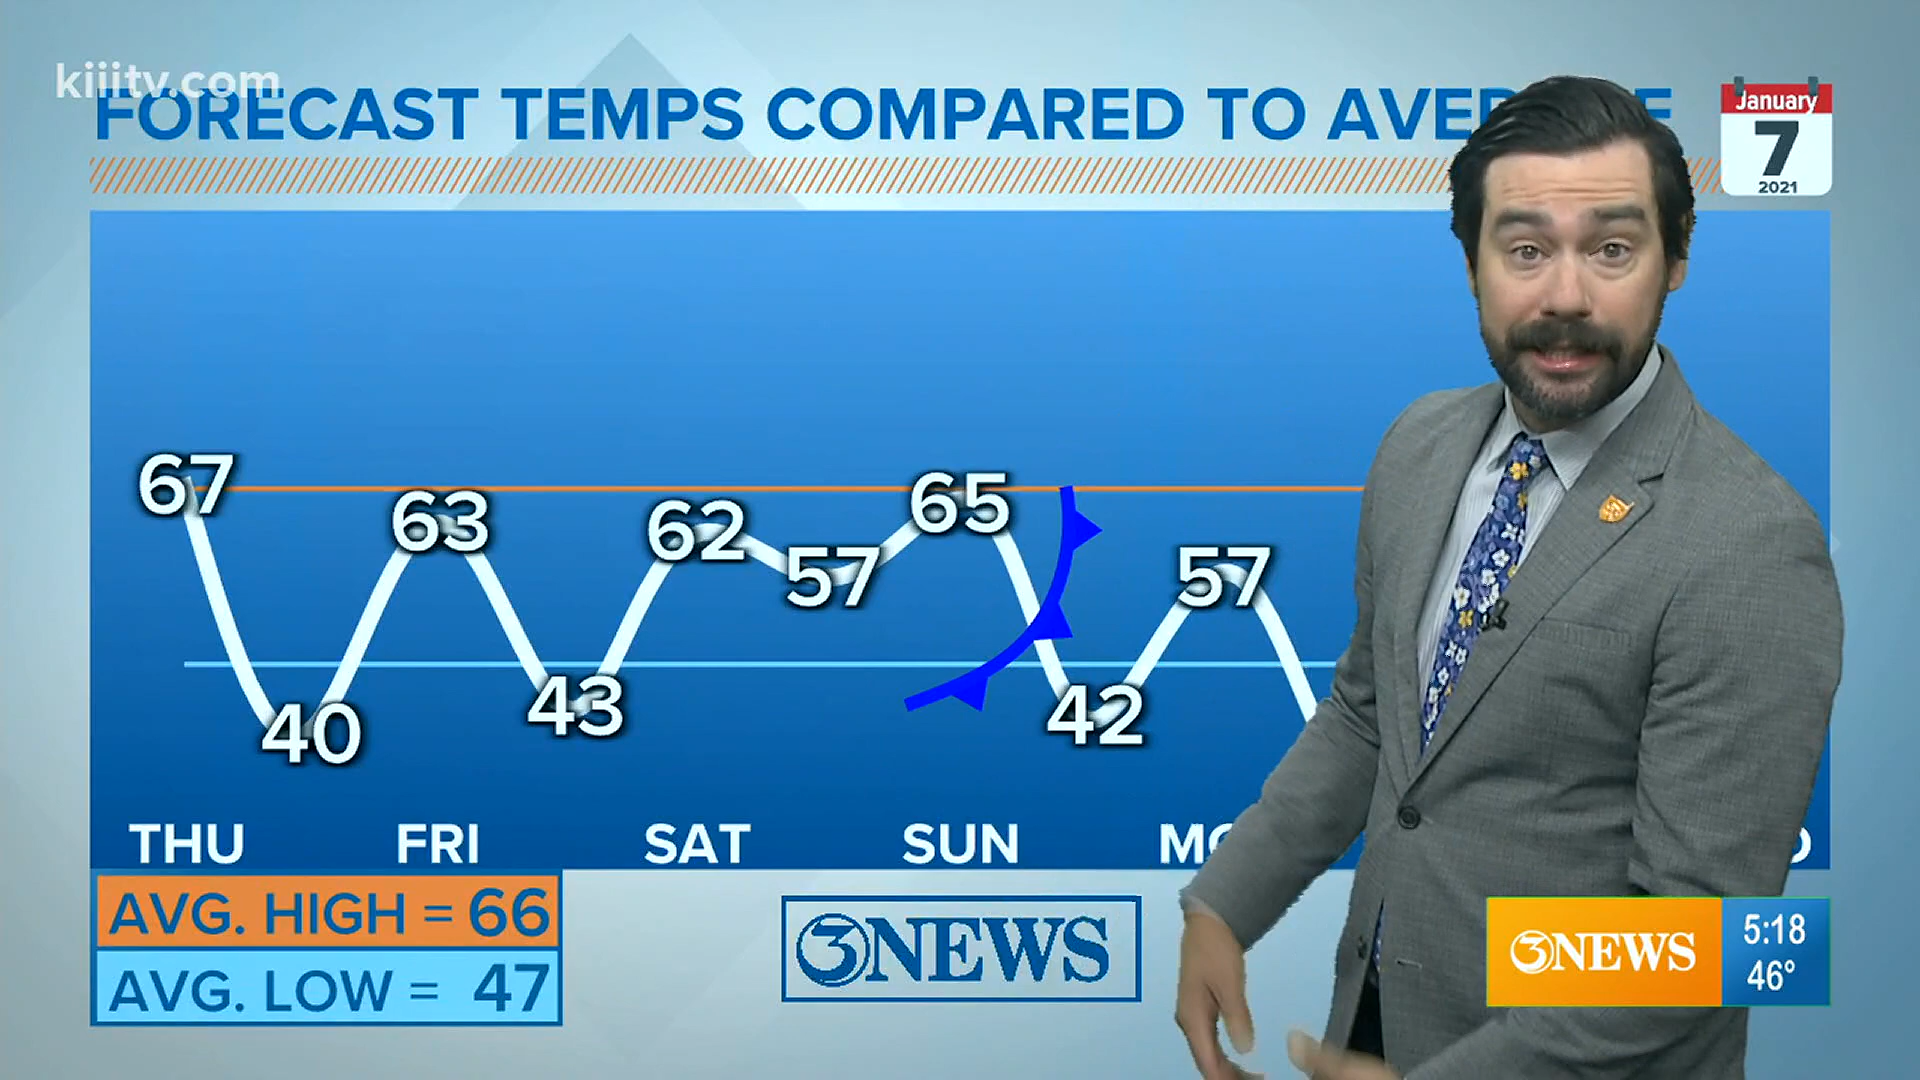 kiiitv.com
FORECAST TEMPS COMPARED TO
January
7
2021
67
63
62
65
57
57
40
43
42
THU FRI SAT SUN
AVG. HIGH = 66
AVG. LOW = 47
3NEWS
3NEWS
5:18
46°